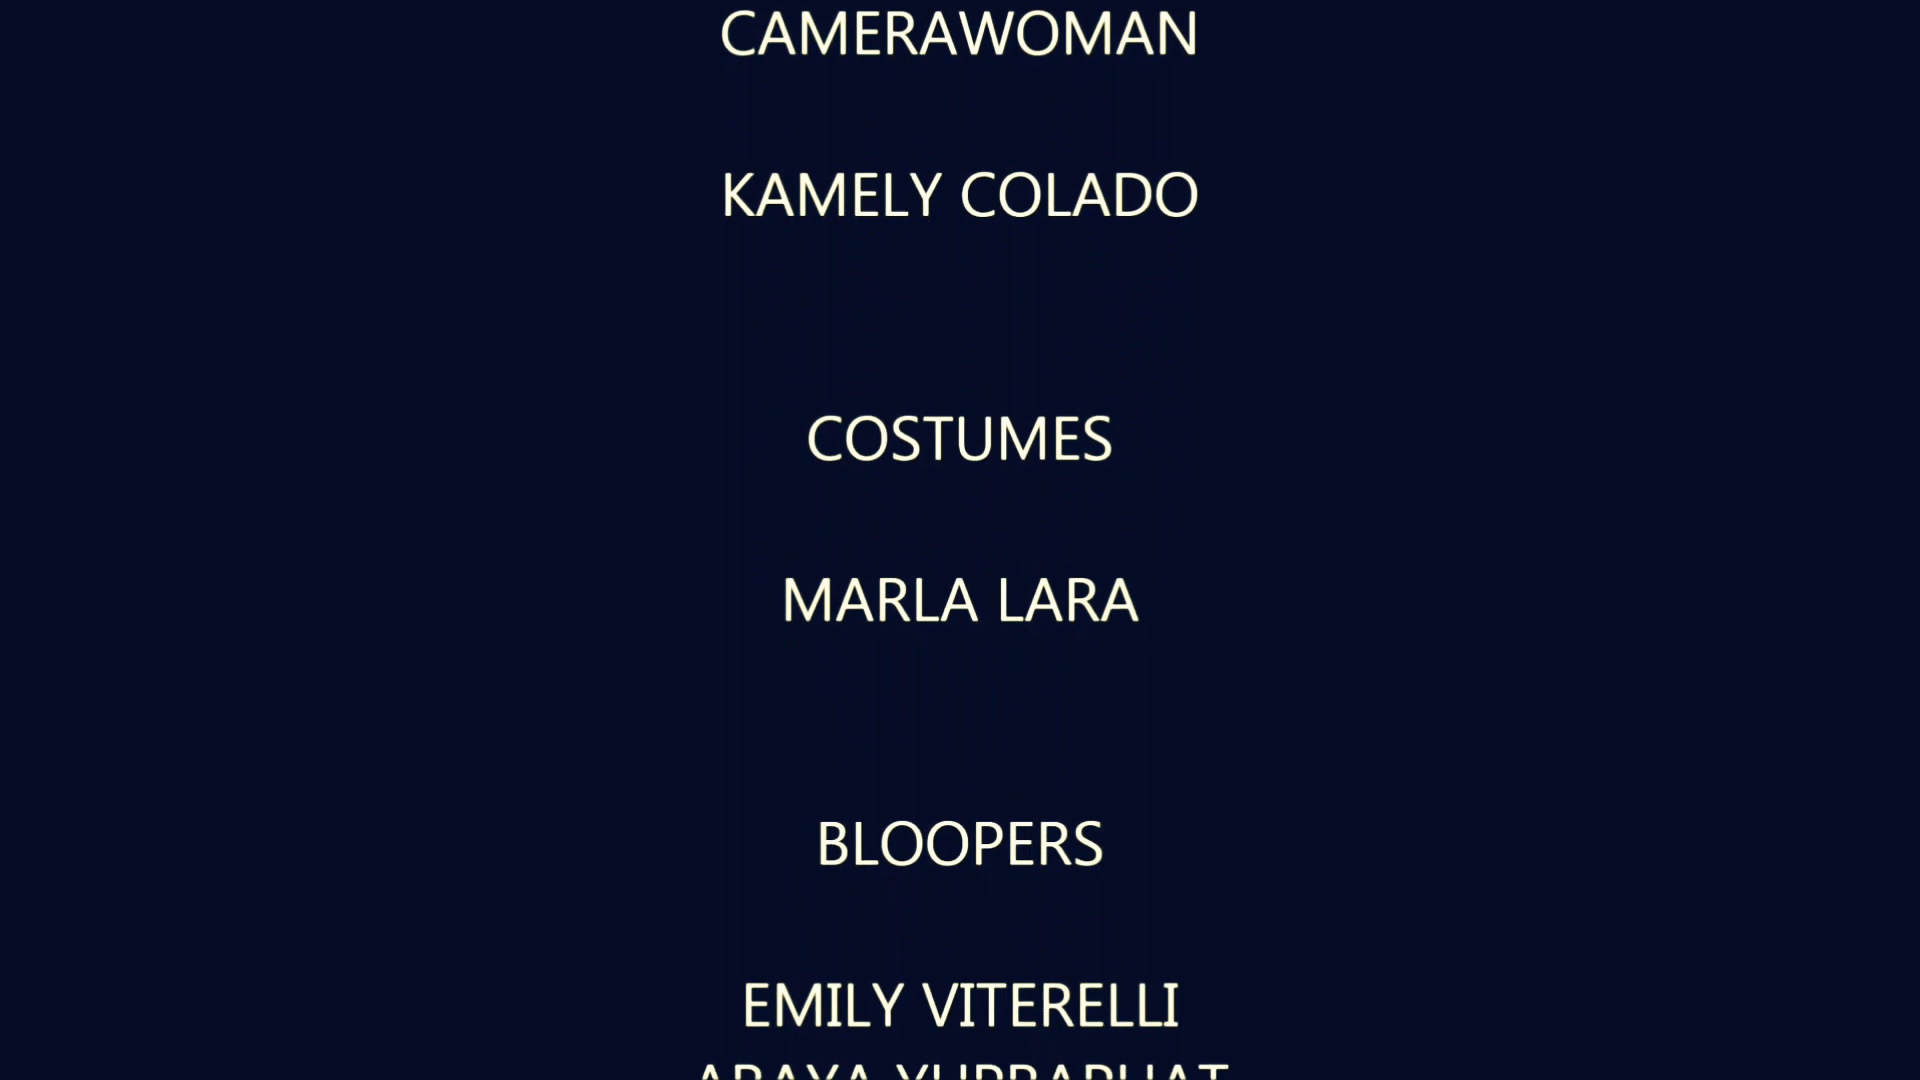 CAMERAWOMAN
KAMELY COLADO
COSTUMES
MARLA LARA
BLOOPERS
EMILY VITERELLI